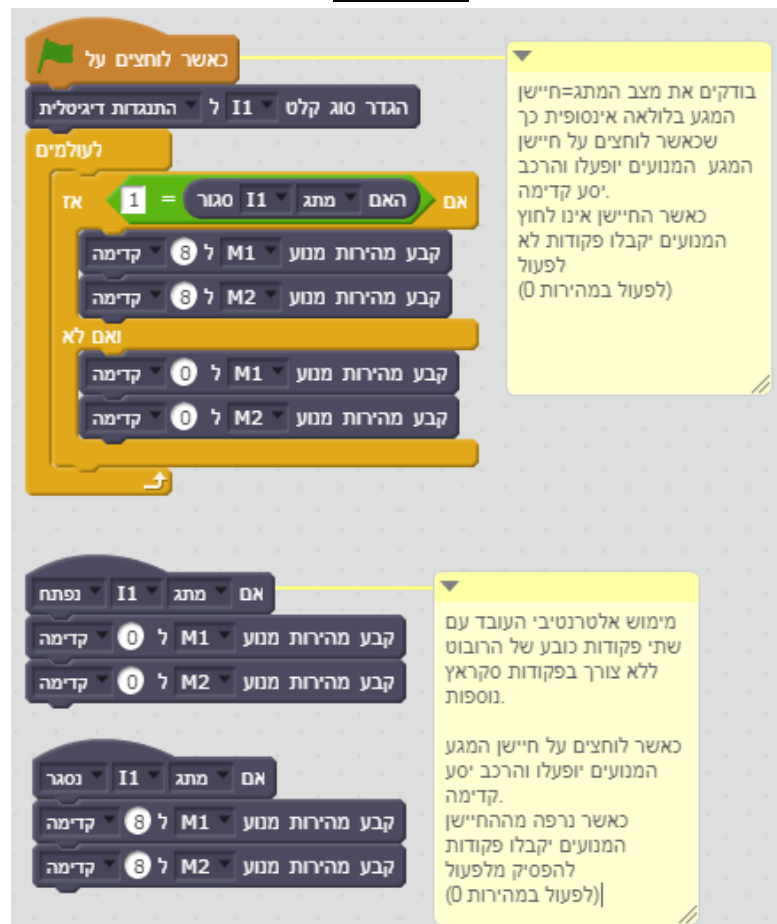 כאשר לוחצים על
הגדר סוג קלט I1 ל התנגדות דיגיטלית
לעולמים
אם האם מתג I1 סגור = 1 אז
קבע מהירות מנוע M1 ל 8 קדימה
קבע מהירות מנוע M2 ל 8 קדימה
ואם לא
קבע מהירות מנוע M1 ל 0 קדימה
קבע מהירות מנוע M2 ל 0 קדימה
בודקים את מצב המתג=חיישן
המגע בלולאה אינסופית כך
שכאשר לוחצים על חיישן
המגע המנועים יופעלו והרכב
יסע קדימה.
כאשר החיישן אינו לחוץ
המנועים יקבלו פקודות לא
לפעול
(לפעול במהירות 0)
אם מתג I1 נפתח
קבע מהירות מנוע M1 ל 0 קדימה
קבע מהירות מנוע M2 ל 0 קדימה
אם מתג I1 נסגר
קבע מהירות מנוע M1 ל 8 קדימה
קבע מהירות מנוע M2 ל 8 קדימה
מימוש אלטרנטיבי העובד עם
שתי פקודות כובע של הרובוט
ללא צורך בפקודות סקראץ
נוספות.
כאשר לוחצים על חיישן המגע
המנועים יופעלו והרכב יסע
קדימה.
כאשר נרפה מההחיישן
המנועים יקבלו פקודות
להפסיק מלפעול
(לפעול במהירות 0)